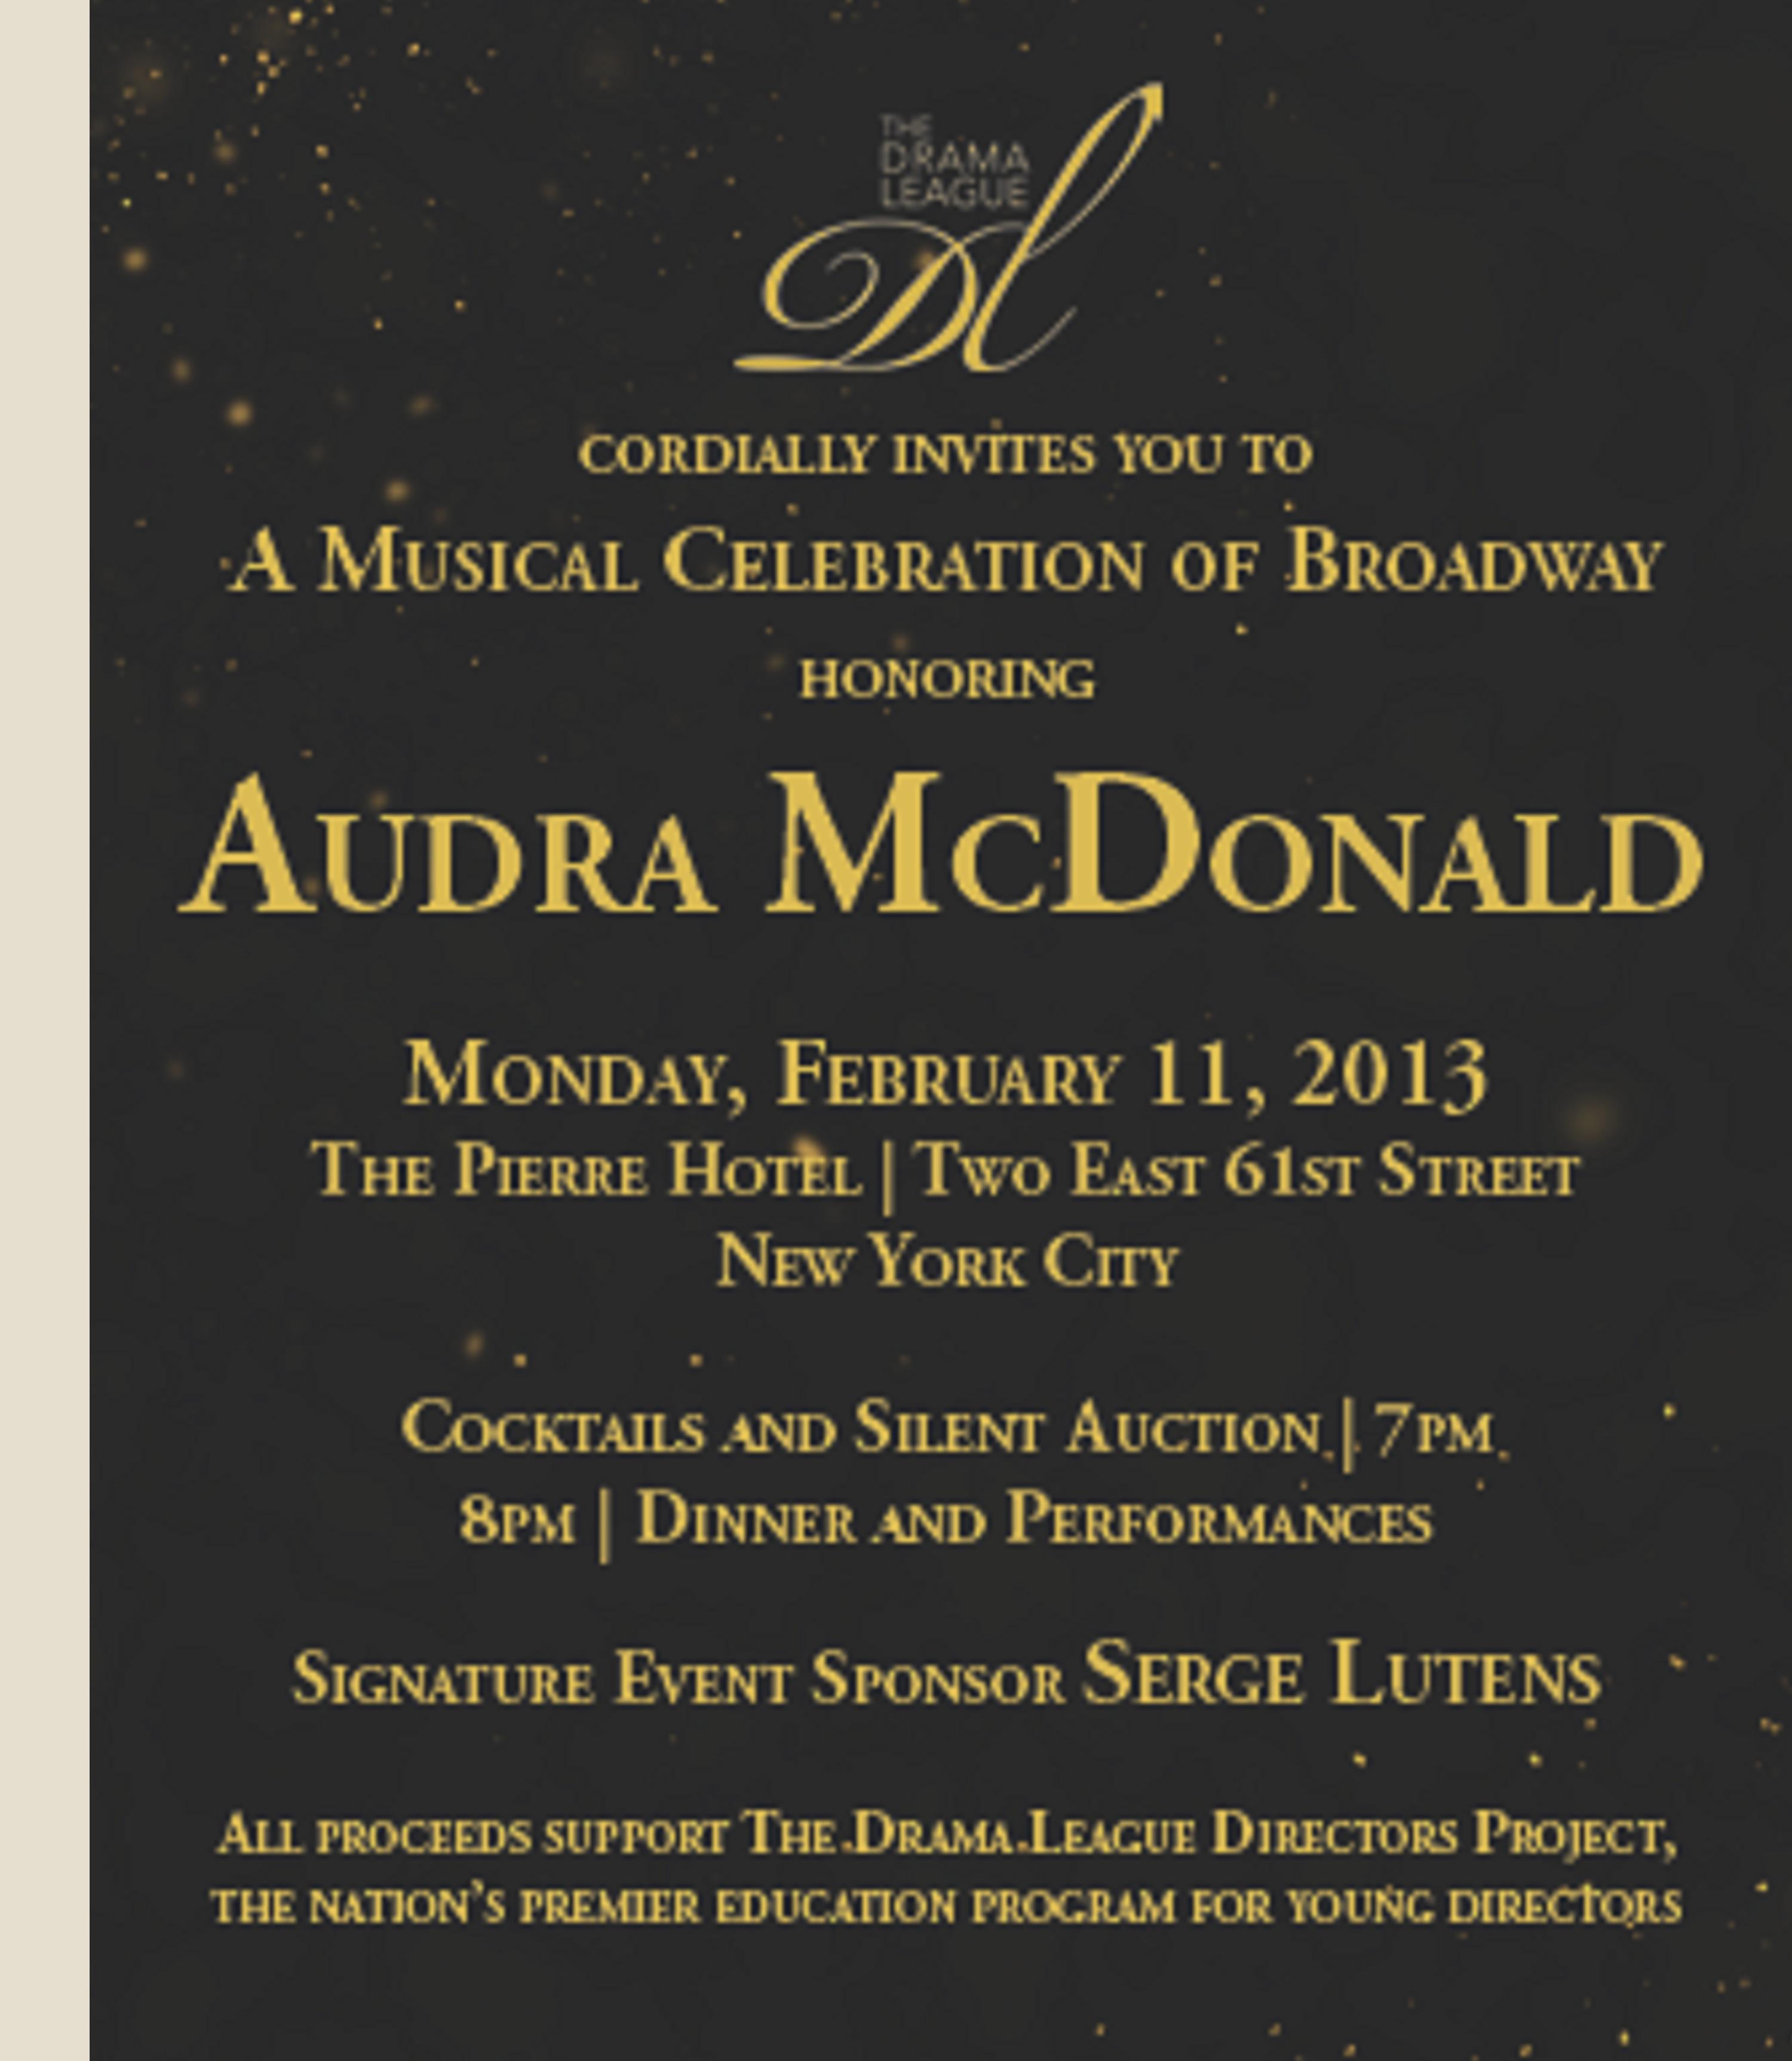 THE
DRAMA
LEAGUE
Dl
CORDIALLY INVITES YOU TO
A MUSICAL CELEBRATION OF BROADWAY
HONORING
AUDRA MCDONALD
MONDAY, FEBRUARY 11, 2013
THE PIERRE HOTEL | TWO EAST 61ST STREET
NEW YORK CITY
COCKTAILS AND SILENT AUCTION | 7PM
8PM | DINNER AND PERFORMANCES
SIGNATURE EVENT SPONSOR SERGE LUTENS
ALL PROCEEDS SUPPORT THE DRAMA LEAGUE DIRECTORS PROJECT,
THE NATION'S PREMIER EDUCATION PROGRAM FOR YOUNG DIRECTORS